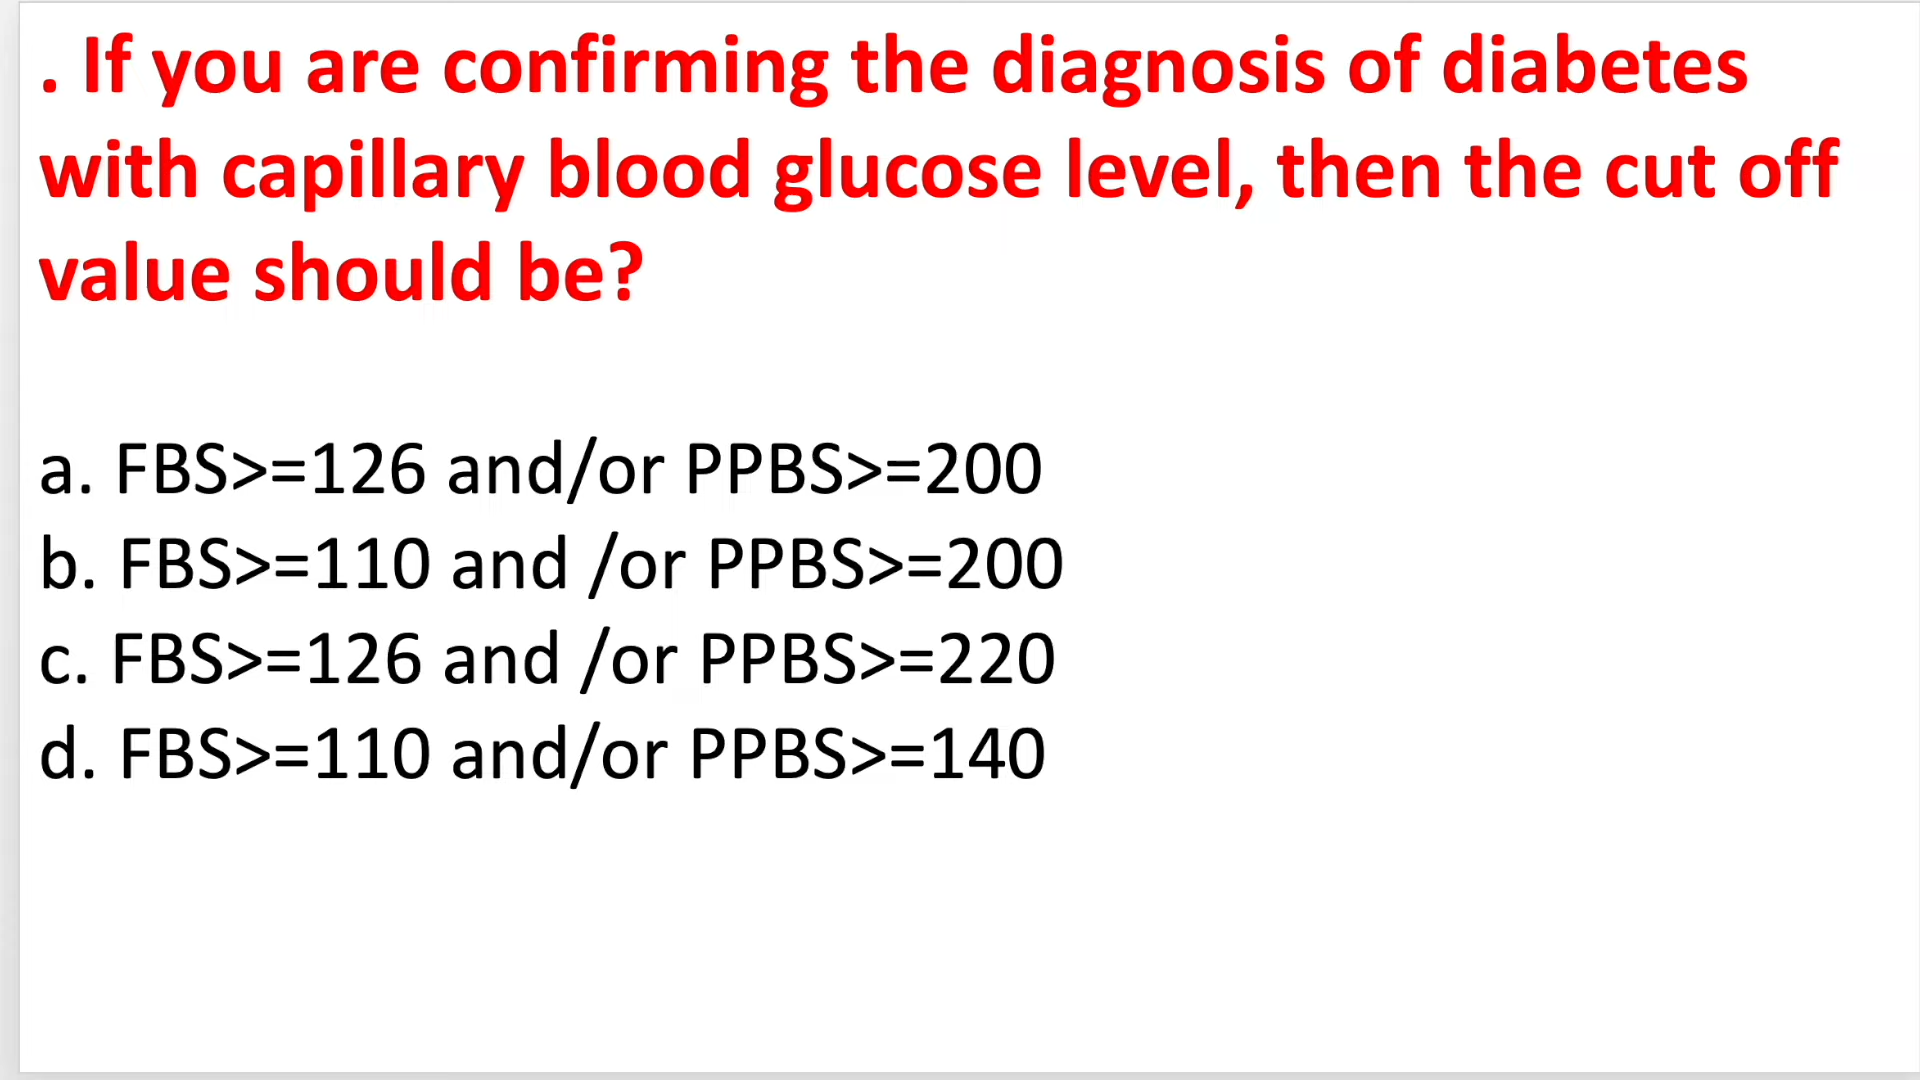 . If you are confirming the diagnosis of diabetes
with capillary blood glucose level, then the cut off
value should be?
a. FBS>=126 and/or PPBS>=200
b. FBS>=110 and /or PPBS>=200
c. FBS>=126 and /or PPBS>=220
d. FBS>=110 and/or PPBS>=140